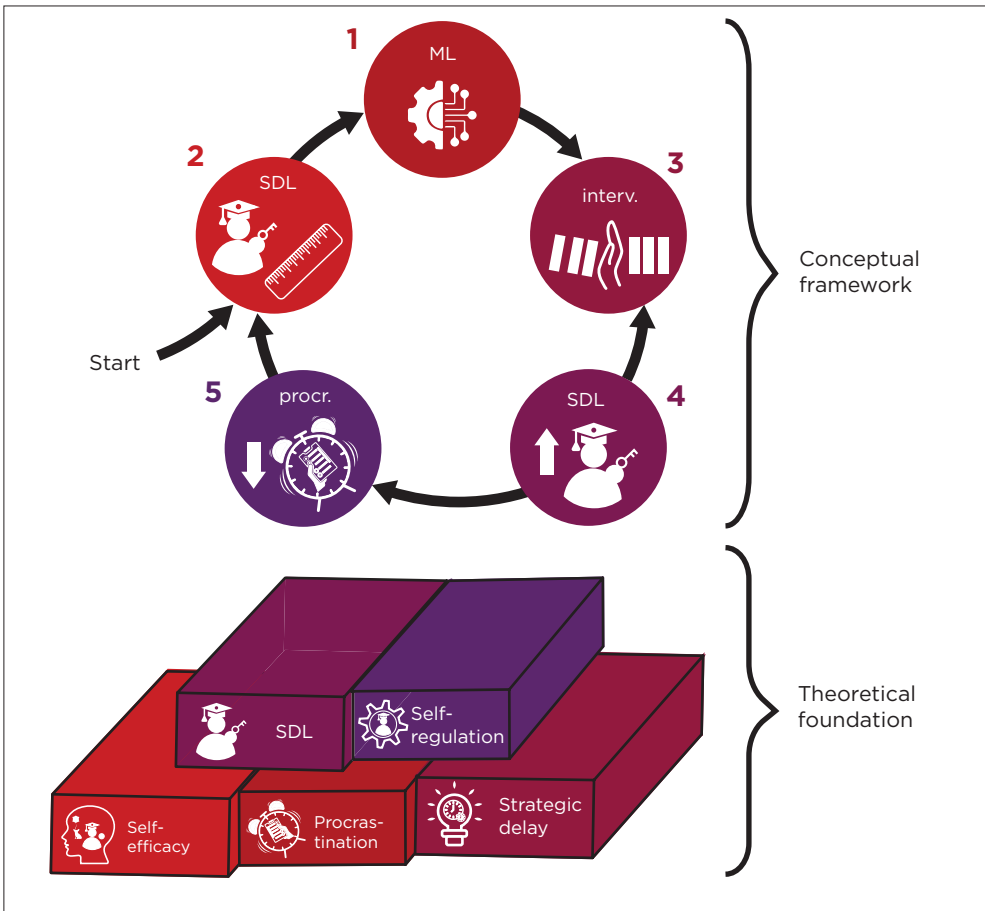 1
ML
2
SDL
3
interv.
Conceptual
framework
Start
5
procr.
SDL
4
Theoretical
foundation
SDL
Self-
regulation
Self-
efficacy
Procras-
tination
Strategic
delay